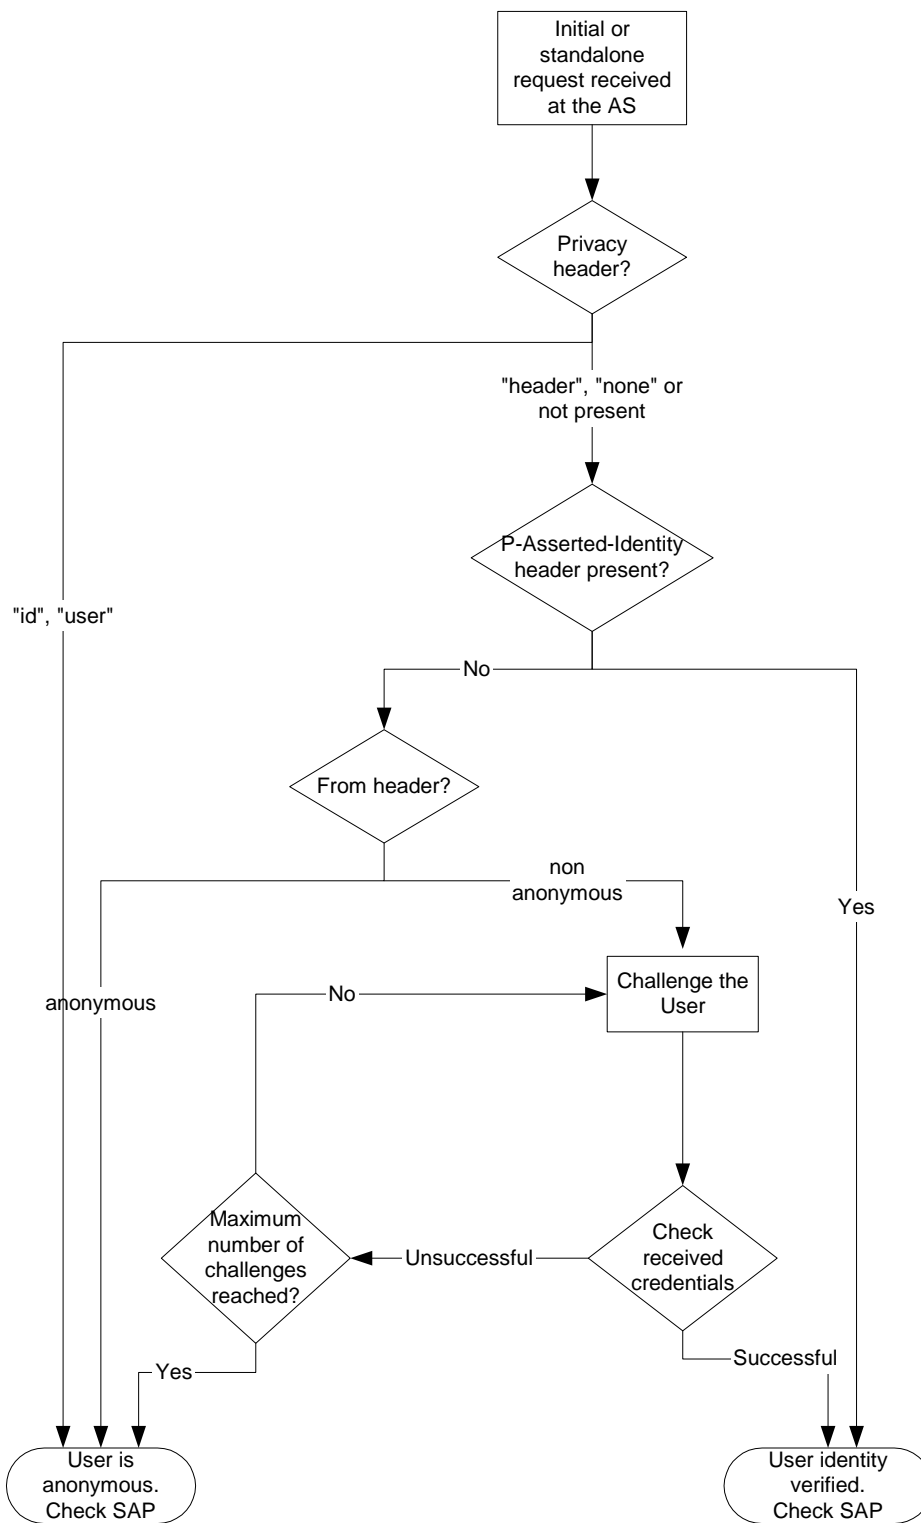 Initial or
standalone
request received
at the AS
Privacy
header?
"header", "none" or
not present
P-Asserted-Identity
header present?
"id", "user"
No
From header?
non
anonymous
Yes
anonymous
No
Challenge the
User
Maximum
number of
challenges
reached?
Unsuccessful
Check
received
credentials
Yes
Successful
User is
anonymous.
Check SAP
User identity
verified.
Check SAP